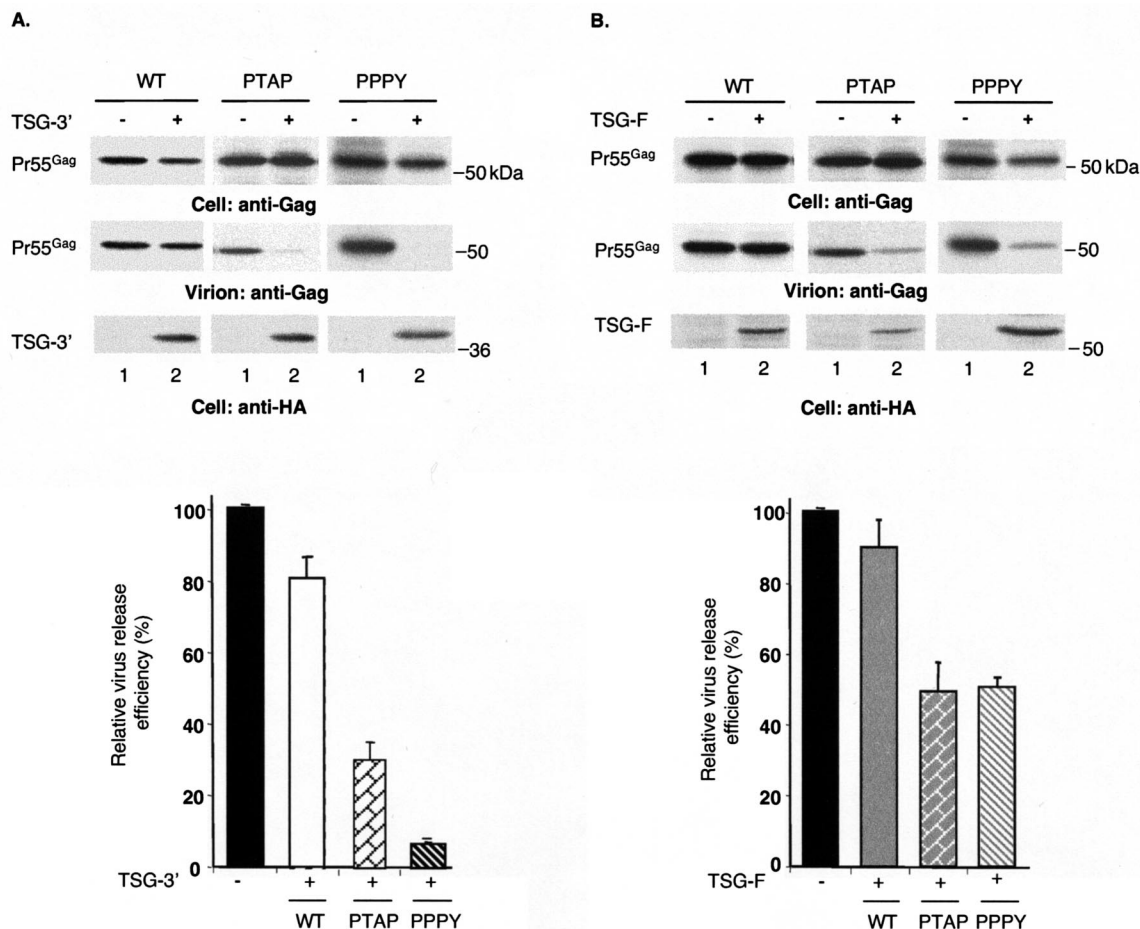 A.
WT PTAP PPPY
TSG-3' - + - + - +
Pr55Gag
–50 kDa
Cell: anti-Gag
Pr55Gag
–50
Virion: anti-Gag
TSG-3'
–36
1 2 1 2 1 2
Cell: anti-HA
100
80
60
40
20
0
Relative virus release
efficiency (%)
TSG-3' - + + +
WT PTAP PPPY
B.
WT PTAP PPPY
TSG-F - + - + - +
Pr55Gag
–50 kDa
Cell: anti-Gag
Pr55Gag
–50
Virion: anti-Gag
TSG-F
–50
1 2 1 2 1 2
Cell: anti-HA
100
80
60
40
20
0
Relative virus release
efficiency (%)
TSG-F - + + +
WT PTAP PPPY